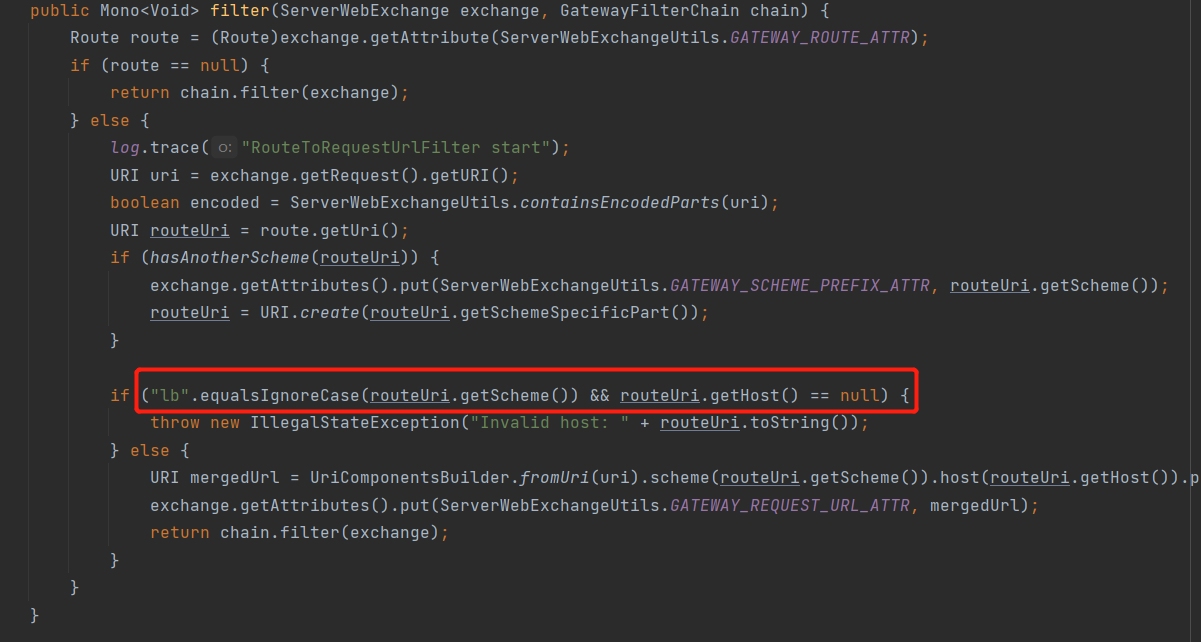 public Mono<Void> filter(ServerWebExchange exchange, GatewayFilterChain chain) {
    Route route = (Route)exchange.getAttribute(ServerWebExchangeUtils.GATEWAY_ROUTE_ATTR);
    if (route == null) {
        return chain.filter(exchange);
    } else {
        log.trace( o: "RouteToRequestUrlFilter start");
        URI uri = exchange.getRequest().getURI();
        boolean encoded = ServerWebExchangeUtils.containsEncodedParts(uri);
        URI routeUri = route.getUri();
        if (hasAnotherScheme(routeUri)) {
            exchange.getAttributes().put(ServerWebExchangeUtils.GATEWAY_SCHEME_PREFIX_ATTR, routeUri.getScheme());
            routeUri = URI.create(routeUri.getSchemeSpecificPart());
        }
        if ("lb".equalsIgnoreCase(routeUri.getScheme()) && routeUri.getHost() == null) {
            throw new IllegalStateException("Invalid host: " + routeUri.toString());
        } else {
            URI mergedUrl = UriComponentsBuilder.fromUri(uri).scheme(routeUri.getScheme()).host(routeUri.getHost()).p
            exchange.getAttributes().put(ServerWebExchangeUtils.GATEWAY_REQUEST_URL_ATTR, mergedUrl);
            return chain.filter(exchange);
        }
    }
}